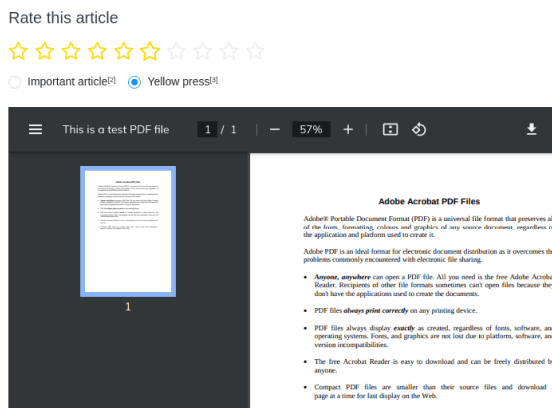 Rate this article
Important article[2] Yellow press[3]
This is a test PDF file 1 / 1 57%
1
Adobe Acrobat PDF Files
Adobe® Portable Document Format (PDF) is a universal file format that preserves al
of the fonts, formatting, colours and graphics of any source document, regardless o
the application and platform used to create it.
Adobe PDF is an ideal format for electronic document distribution as it overcomes the
problems commonly encountered with electronic file sharing.
• Anyone, anywhere can open a PDF file. All you need is the free Adobe Acroba
Reader. Recipients of other file formats sometimes can't open files because they
don't have the applications used to create the documents.
• PDF files always print correctly on any printing device.
• PDF files always display exactly as created, regardless of fonts, software, and
operating systems. Fonts, and graphics are not lost due to platform, software, and
version incompatibilities.
• The free Acrobat Reader is easy to download and can be freely distributed by
anyone.
• Compact PDF files are smaller than their source files and download
page at a time for fast display on the Web.